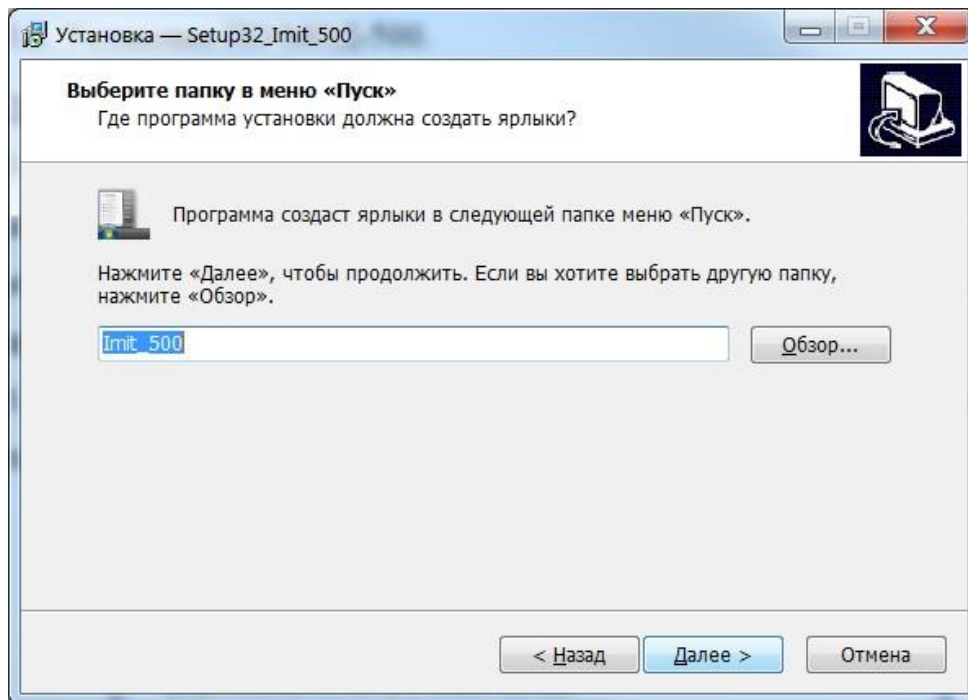 Установка — Setup32_Imit_500
Выберите папку в меню «Пуск»
Где программа установки должна создать ярлыки?
Программа создаст ярлыки в следующей папке меню «Пуск».
Нажмите «Далее», чтобы продолжить. Если вы хотите выбрать другую папку,
нажмите «Обзор».
Imit_500
Обзор...
< Назад
Далее >
Отмена